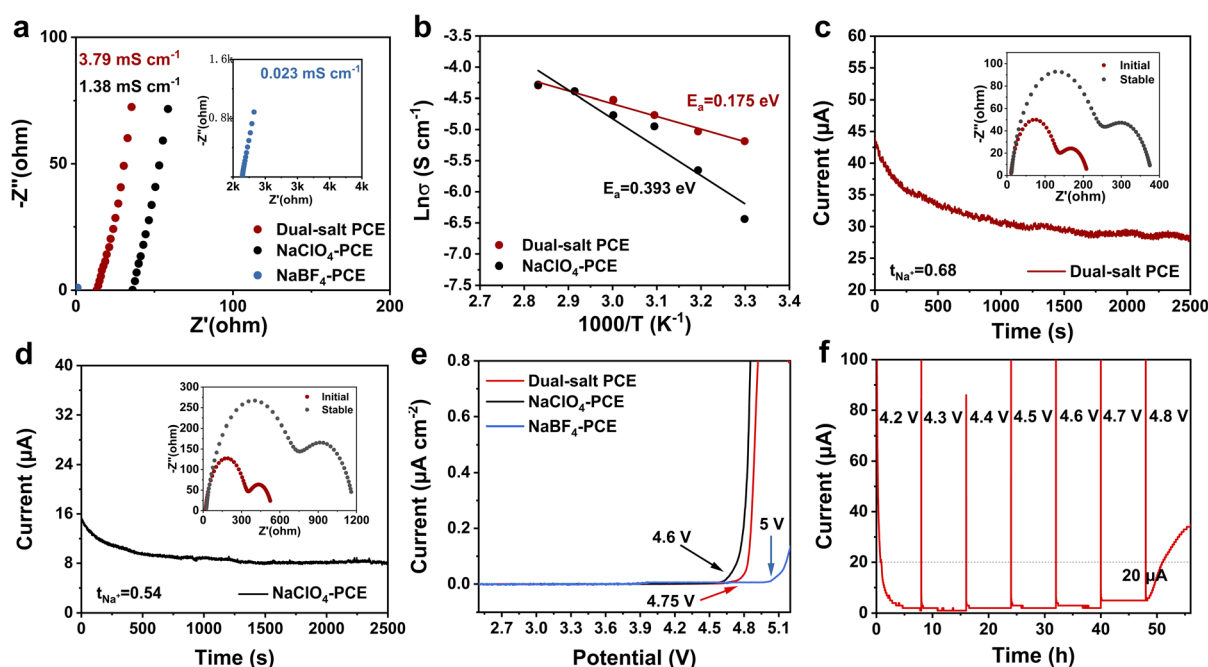 a
3.79 mS cm⁻¹
1.38 mS cm⁻¹
-Z''(ohm)
100
75
50
25
0
0
50
100
150
200
Z'(ohm)
0.023 mS cm⁻¹
-Z''(ohm)
1.6k
0.8k
2k
2k
3k
3k
4k
4k
Z'(ohm)
Dual-salt PCE
NaClO₄-PCE
NaBF₄-PCE
b
Lnσ (S cm⁻¹)
-3.5
-4.0
-4.5
-5.0
-5.5
-6.0
-6.5
-7.0
-7.5
2.7
2.8
2.9
3.0
3.1
3.2
3.3
3.4
1000/T (K⁻¹)
Eₐ=0.175 eV
Eₐ=0.393 eV
Dual-salt PCE
NaClO₄-PCE
c
Current (µA)
60
55
50
45
40
35
30
25
20
0
500
1000
1500
2000
2500
Time (s)
-Z''(ohm)
100
80
60
40
20
0
0
100
200
300
400
Z'(ohm)
Initial
Stable
t_Na⁺=0.68
Dual-salt PCE
d
Current (µA)
40
32
24
16
8
0
0
500
1000
1500
2000
2500
Time (s)
-Z''(ohm)
300
250
200
150
100
50
0
0
300
600
900
1200
Z'(ohm)
Initial
Stable
t_Na⁺=0.54
NaClO₄-PCE
e
Current (µA cm⁻²)
0.8
0.6
0.4
0.2
0.0
2.7
3.0
3.3
3.6
3.9
4.2
4.5
4.8
5.1
Potential (V)
Dual-salt PCE
NaClO₄-PCE
NaBF₄-PCE
4.6 V
5 V
4.75 V
f
Current (µA)
100
80
60
40
20
0
0
10
20
30
40
50
Time (h)
4.2 V
4.3 V
4.4 V
4.5 V
4.6 V
4.7 V
4.8 V
20 µA